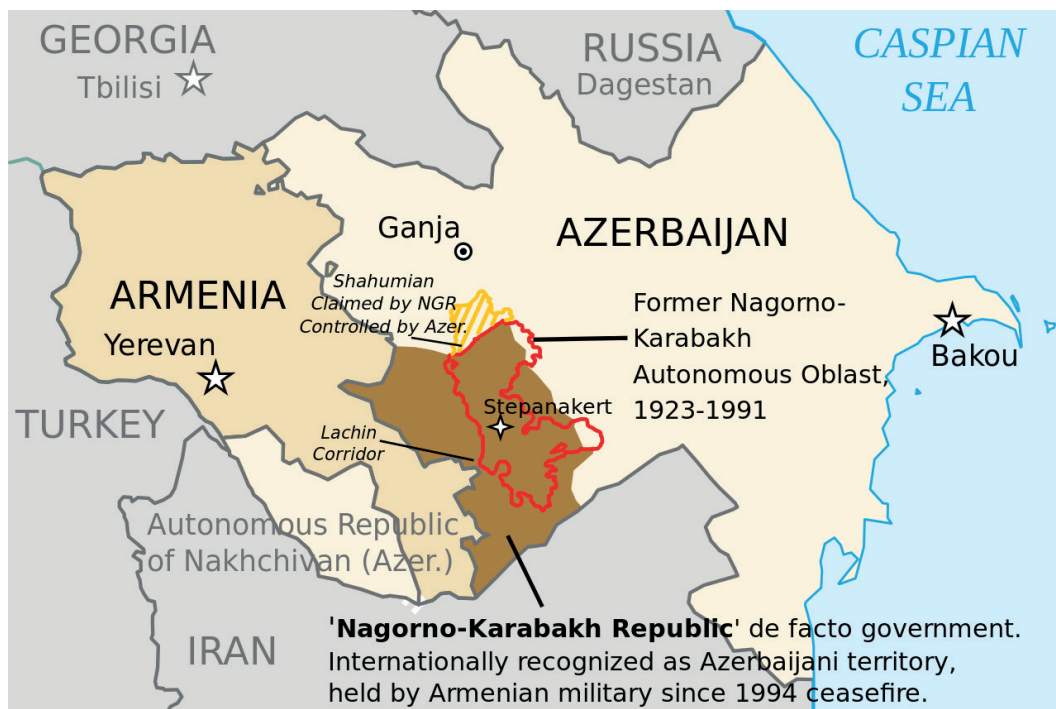 GEORGIA
Tbilisi
RUSSIA
Dagestan
CASPIAN
SEA
Ganja
AZERBAIJAN
Shahumian
Claimed by NGR
Controlled by Azer.
ARMENIA
Yerevan
Former Nagorno-
Karabakh
Autonomous Oblast,
1923-1991
Bakou
TURKEY
Stepanakert
Lachin
Corridor
Autonomous Republic
of Nakhchivan (Azer.)
IRAN
'Nagorno-Karabakh Republic' de facto government.
Internationally recognized as Azerbaijani territory,
held by Armenian military since 1994 ceasefire.